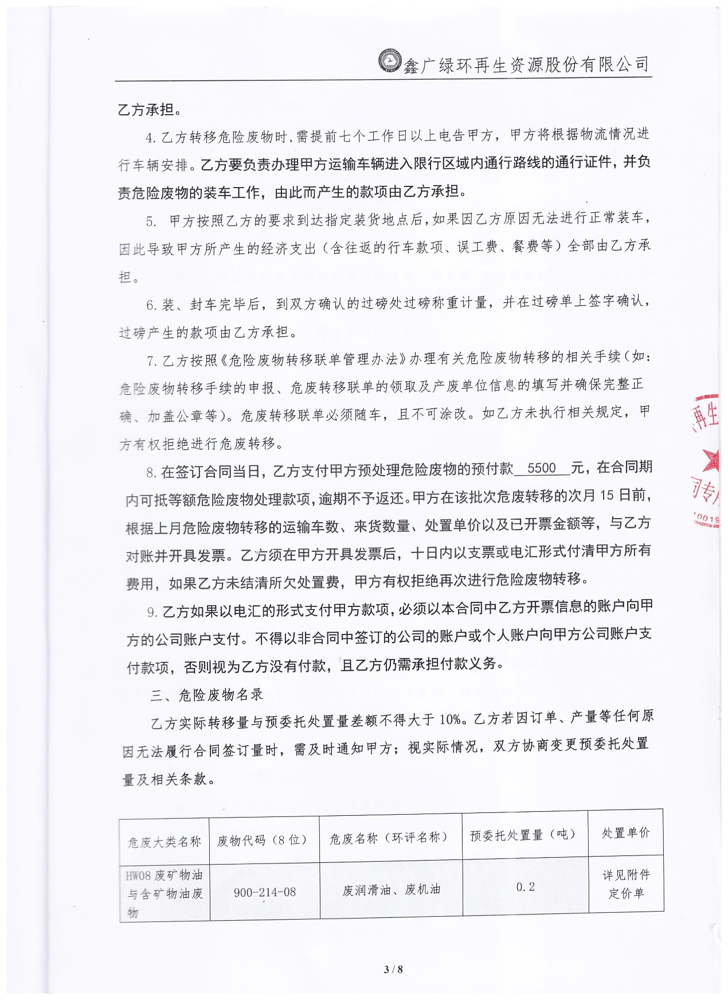 鑫广绿环再生资源股份有限公司
乙方承担。
4.乙方转移危险废物时,需提前七个工作日以上电告甲方，甲方将根据物流情况进
行车辆安排。乙方要负责办理甲方运输车辆进入限行区域内通行路线的通行证件，并负
责危险废物的装车工作，由此而产生的款项由乙方承担。
5. 甲方按照乙方的要求到达指定装货地点后,如果因乙方原因无法进行正常装车，
因此导致甲方所产生的经济支出（含往返的行车款项、误工费、餐费等）全部由乙方承
担。
6.装、封车完毕后，到双方确认的过磅处过磅称重计量，并在过磅单上签字确认，
过磅产生的款项由乙方承担。
7.乙方按照《危险废物转移联单管理办法》办理有关危险废物转移的相关手续（如：
危险废物转移手续的申报、危废转移联单的领取及产废单位信息的填写并确保完整正
确、加盖公章等）。危废转移联单必须随车，且不可涂改。如乙方未执行相关规定，甲
方有权拒绝进行危废转移。
8.在签订合同当日，乙方支付甲方预处理危险废物的预付款 5500 元，在合同期
内可抵等额危险废物处理款项,逾期不予返还。甲方在该批次危废转移的次月 15 日前，
根据上月危险废物转移的运输车数、来货数量、处置单价以及已开票金额等，与乙方
对账并开具发票。乙方须在甲方开具发票后，十日内以支票或电汇形式付清甲方所有
费用，如果乙方未结清所欠处置费，甲方有权拒绝再次进行危险废物转移。
9.乙方如果以电汇的形式支付甲方款项,必须以本合同中乙方开票信息的账户向甲
方的公司账户支付。不得以非合同中签订的公司的账户或个人账户向甲方公司账户支
付款项，否则视为乙方没有付款，且乙方仍需承担付款义务。
三、危险废物名录
乙方实际转移量与预委托处置量差额不得大于 10%。乙方若因订单、产量等任何原
因无法履行合同签订量时，需及时通知甲方；视实际情况，双方协商变更预委托处置
量及相关条款。
危废大类名称 废物代码（8 位） 危废名称（环评名称） 预委托处置量（吨） 处置单价
HW08 废矿物油
与含矿物油废
物
900-214-08
废润滑油、废机油
0.2
详见附件
定价单
再生
同专用
10019
3 / 8